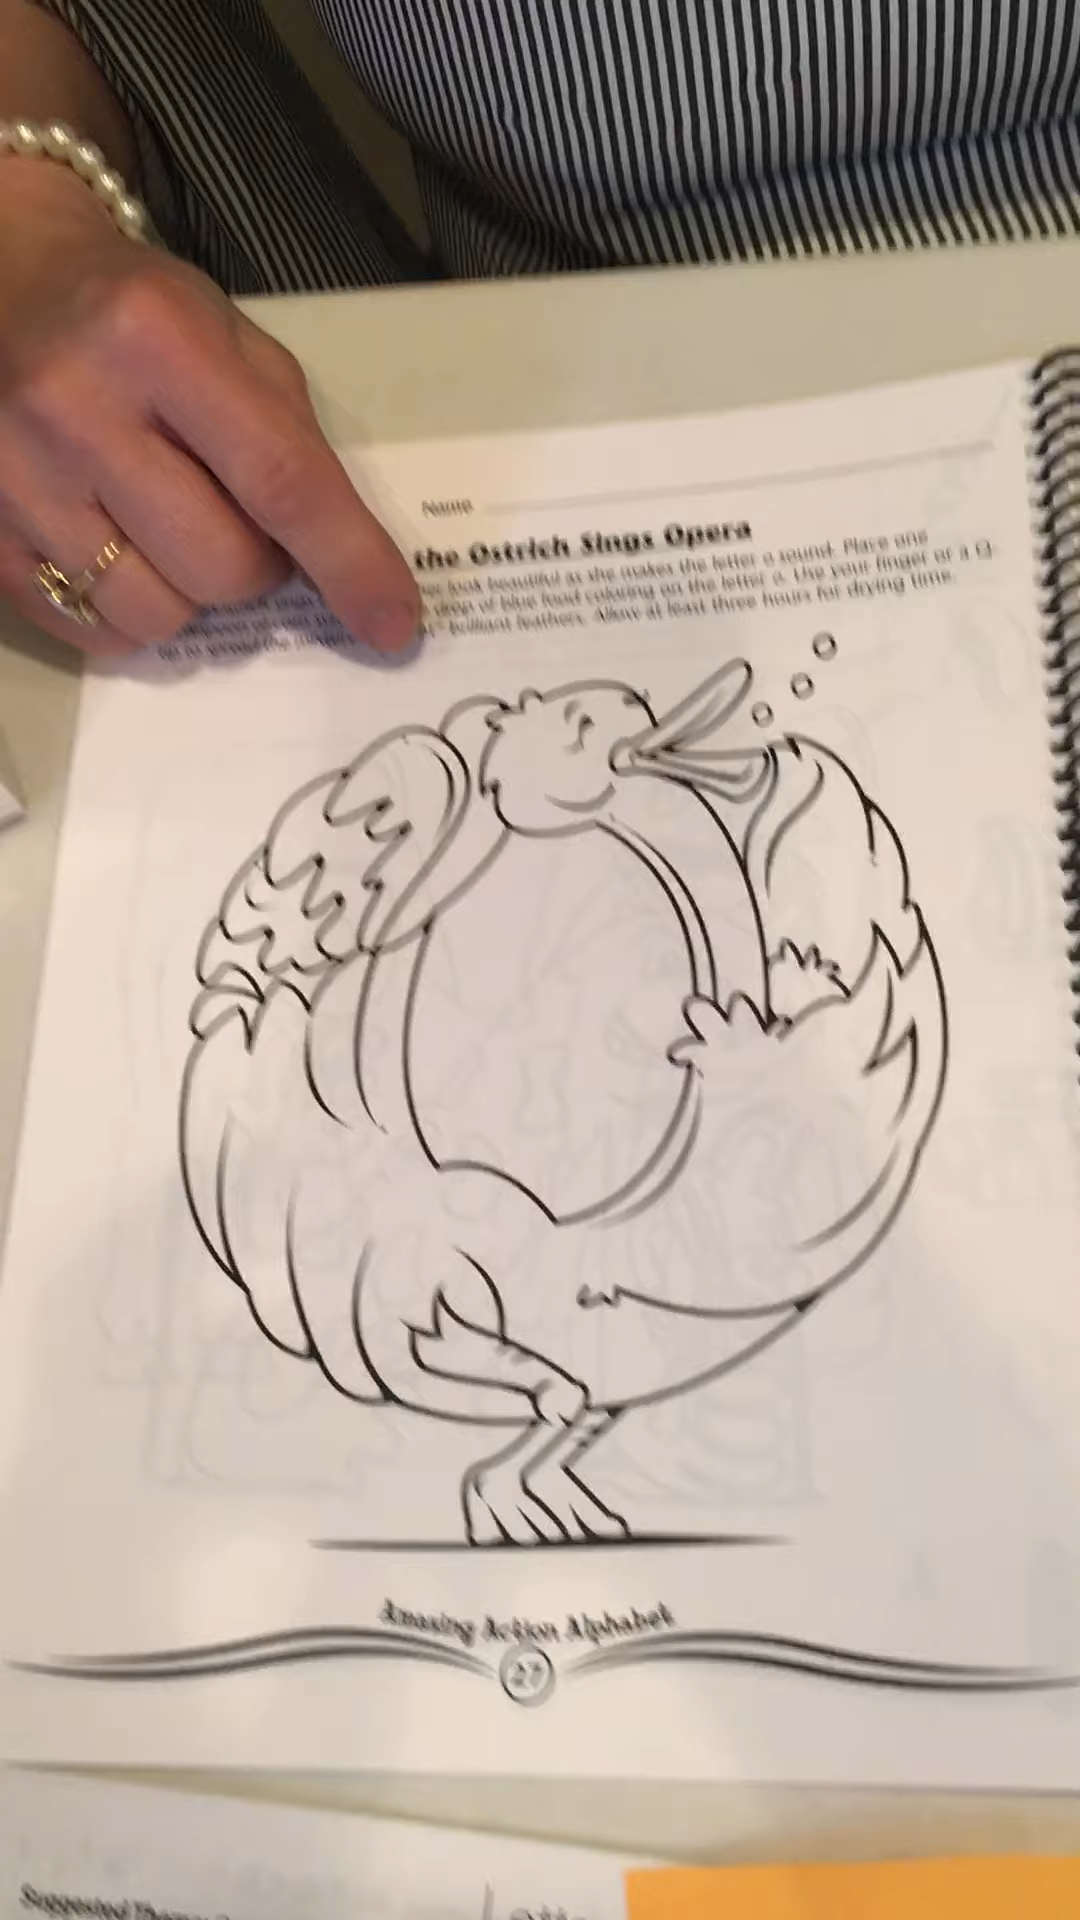 Name
the Ostrich Sings Opera
look beautiful as she makes the letter o sound. Place one
drop of blue food coloring on the letter o. Use your finger or a Q-
brilliant feathers. Allow at least three hours for drying time.
Amazing Action Alphabet
27
Suggested